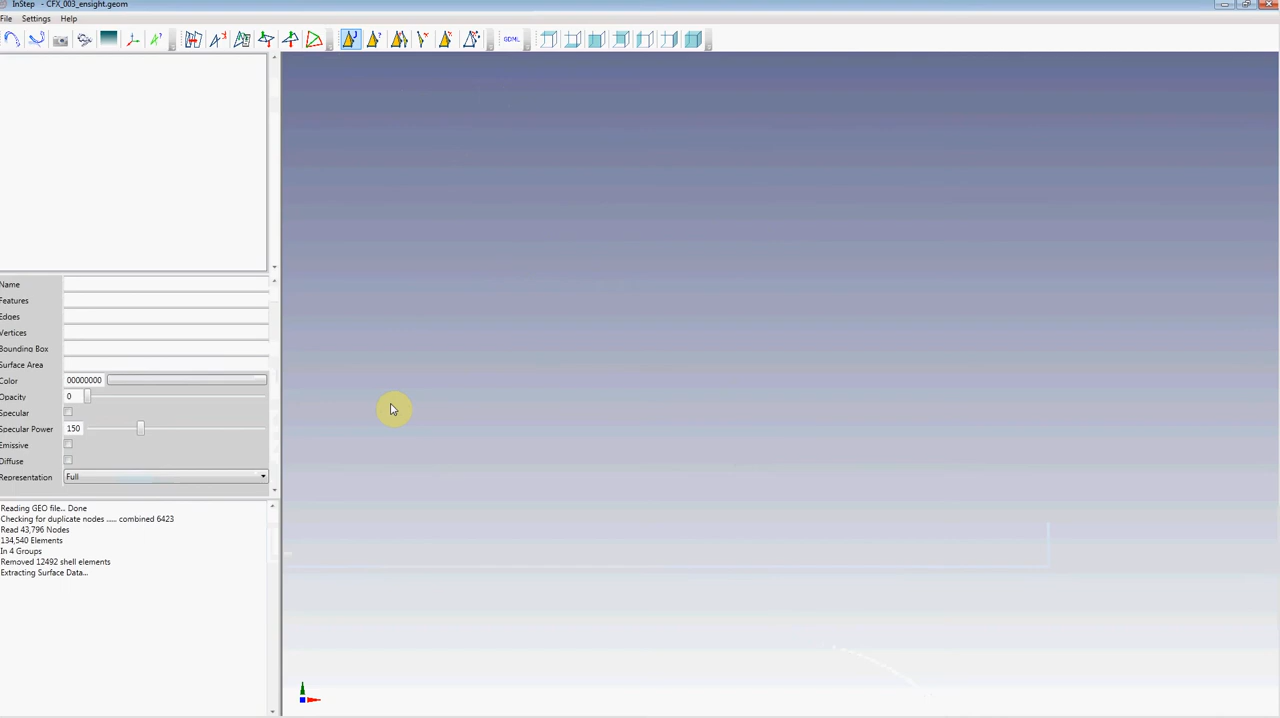 InStep - CFX_003_ensight.geom
File Settings Help
GDML
Name
Features
Edges
Vertices
Bounding Box
Surface Area
Color 00000000
Opacity 0
Specular
Specular Power 150
Emissive
Diffuse
Representation Full
Reading GEO file... Done
Checking for duplicate nodes ...... combined 6423
Read 43,796 Nodes
134,540 Elements
In 4 Groups
Removed 12492 shell elements
Extracting Surface Data...